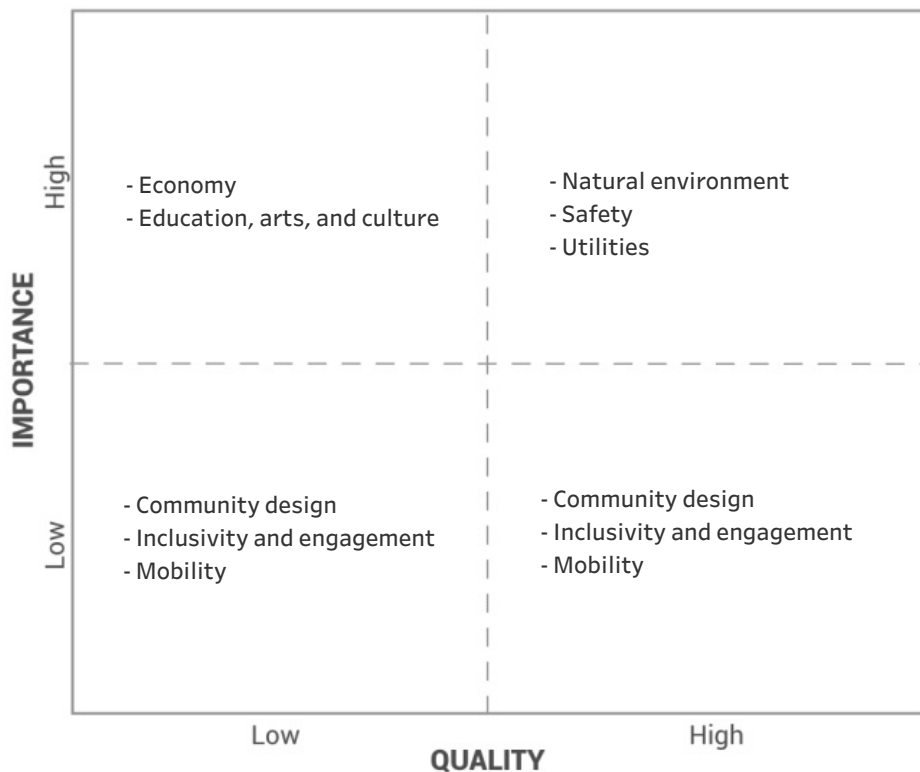 High
- Economy
- Education, arts, and culture
- Natural environment
- Safety
- Utilities
IMPORTANCE
Low
- Community design
- Inclusivity and engagement
- Mobility
- Community design
- Inclusivity and engagement
- Mobility
Low
High
QUALITY